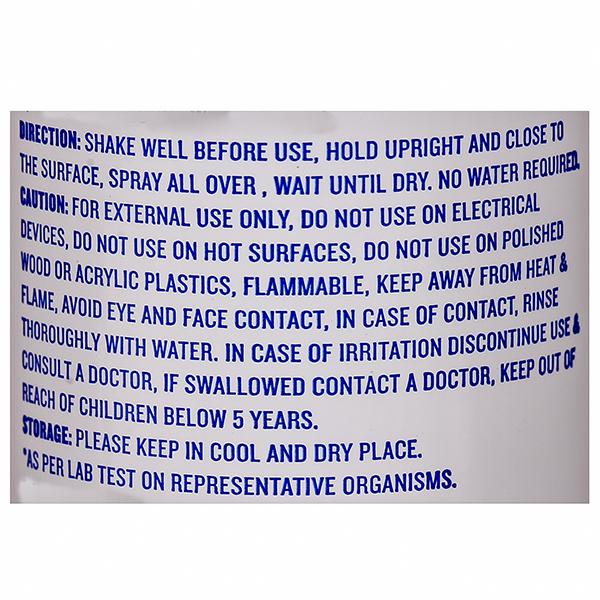 DIRECTION: SHAKE WELL BEFORE USE, HOLD UPRIGHT AND CLOSE TO
THE SURFACE, SPRAY ALL OVER , WAIT UNTIL DRY. NO WATER REQUIRED.
CAUTION: FOR EXTERNAL USE ONLY, DO NOT USE ON ELECTRICAL
DEVICES, DO NOT USE ON HOT SURFACES, DO NOT USE ON POLISHED
WOOD OR ACRYLIC PLASTICS, FLAMMABLE, KEEP AWAY FROM HEAT &
FLAME, AVOID EYE AND FACE CONTACT, IN CASE OF CONTACT, RINSE
THOROUGHLY WITH WATER. IN CASE OF IRRITATION DISCONTINUE USE &
CONSULT A DOCTOR, IF SWALLOWED CONTACT A DOCTOR, KEEP OUT OF
REACH OF CHILDREN BELOW 5 YEARS.
STORAGE: PLEASE KEEP IN COOL AND DRY PLACE.
*AS PER LAB TEST ON REPRESENTATIVE ORGANISMS.